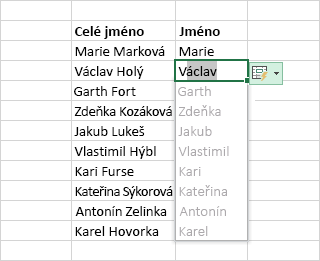 Celé jméno Jméno
Marie Marková Marie
Václav Holý Václav
Garth Fort Garth
Zdeňka Kozáková Zdeňka
Jakub Lukeš Jakub
Vlastimil Hýbl Vlastimil
Kari Furse Kari
Kateřina Sýkorová Kateřina
Antonín Zelinka Antonín
Karel Hovorka Karel